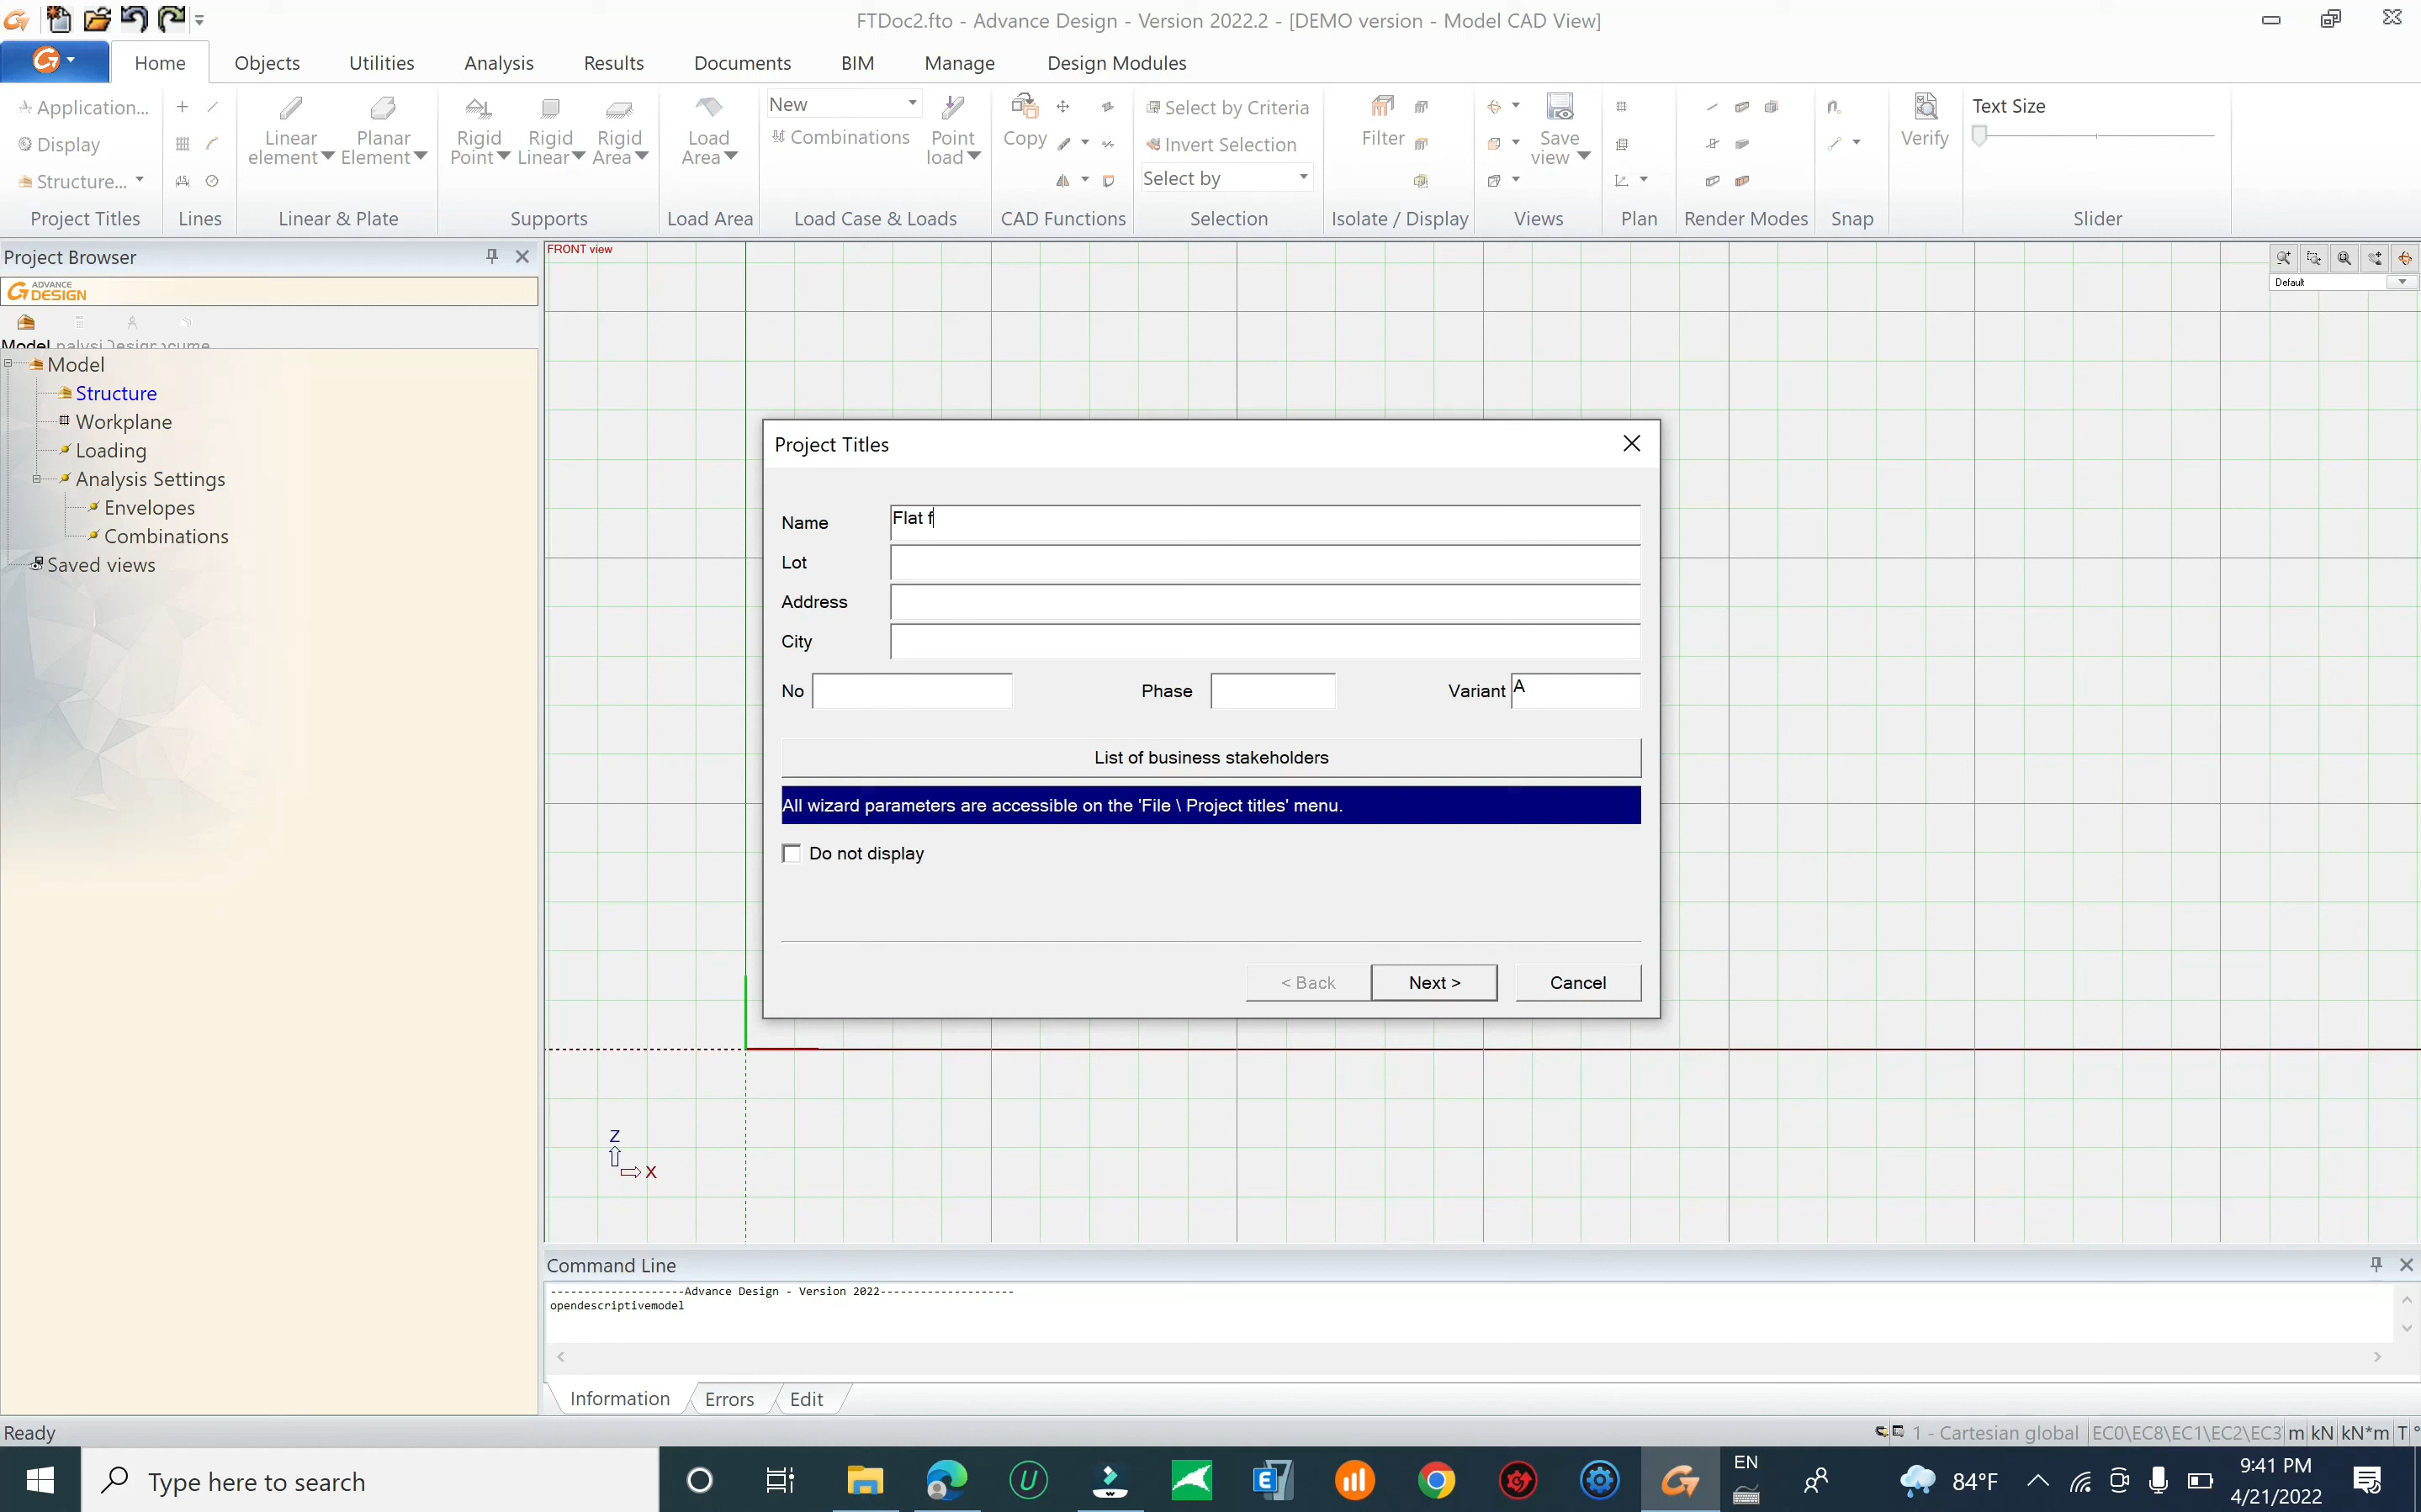 FTDoc2.fto - Advance Design - Version 2022.2 - [DEMO version - Model CAD View]
Home Objects Utilities Analysis Results Documents BIM Manage Design Modules
Application...
Display
Structure...
Project Titles
Lines
Linear element
Planar Element
Linear & Plate
Rigid Point
Rigid Linear
Rigid Area
Supports
Load Area
Load Area
New
Combinations
Point load
Load Case & Loads
Copy
CAD Functions
Select by Criteria
Invert Selection
Select by
Selection
Filter
Isolate / Display
Save view
Views
Plan
Render Modes
Snap
Verify
Text Size
Slider
Project Browser
ADVANCE DESIGN
Model
Model
Structure
Workplane
Loading
Analysis Settings
Envelopes
Combinations
Saved views
FRONT view
Default
Project Titles
Name Flat f
Lot
Address
City
No Phase Variant A
List of business stakeholders
All wizard parameters are accessible on the 'File \ Project titles' menu.
Do not display
< Back Next > Cancel
Z
X
Command Line
--------------------Advance Design - Version 2022--------------------
opendescriptivemodel
Information Errors Edit
Ready 1 - Cartesian global EC0\EC8\EC1\EC2\EC3 m kN kN*m T °
Type here to search
EN
84°F
9:41 PM
4/21/2022